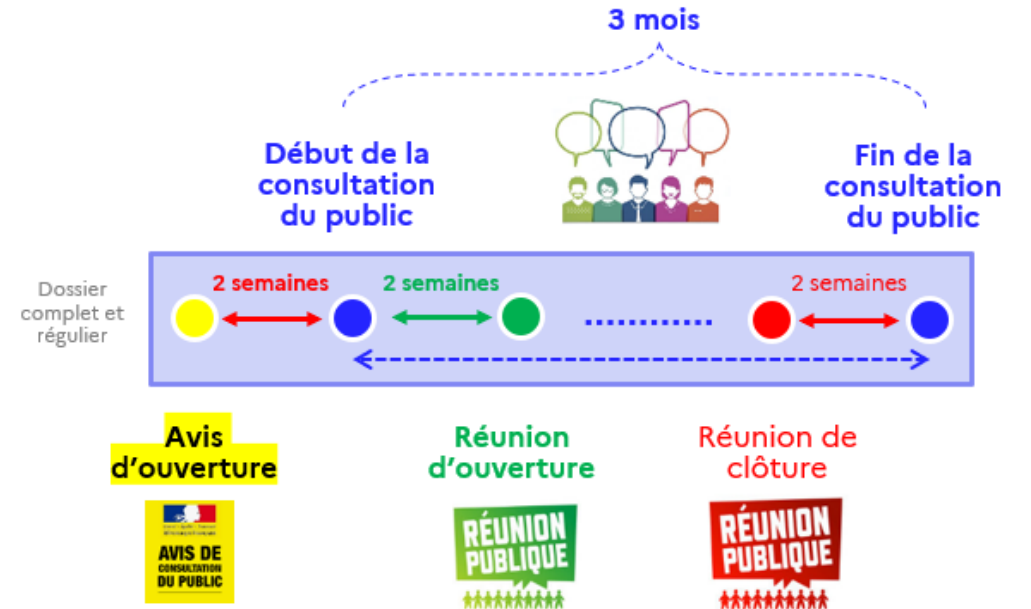 3 mois
Début de la
consultation
du public
Fin de la
consultation
du public
Dossier
complet et
régulier
2 semaines
2 semaines
2 semaines
Avis
d'ouverture
Réunion
d'ouverture
Réunion de
clôture
AVIS DE
CONSULTATION
DU PUBLIC
RÉUNION
PUBLIQUE
RÉUNION
PUBLIQUE